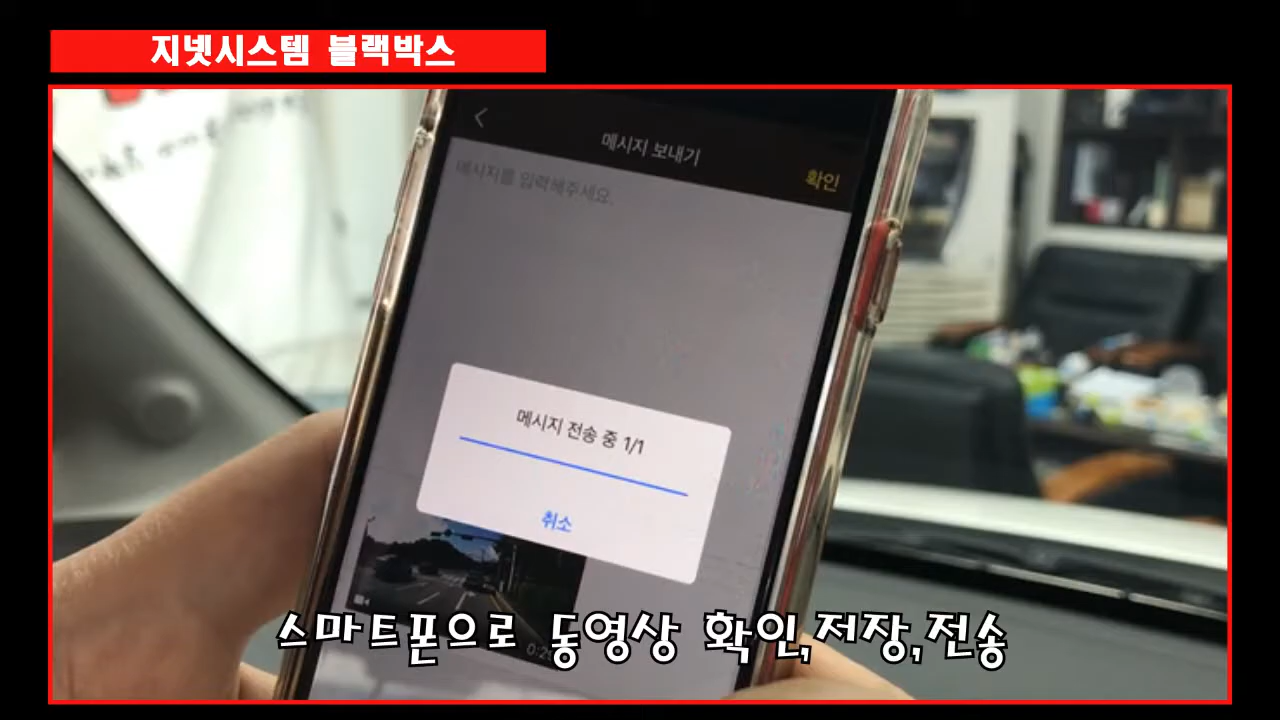 지넷시스템 블랙박스
메시지 보내기
확인
메시지를 입력해주세요.
메시지 전송 중 1/1
취소
스마트폰으로 동영상 확인,저장,전송